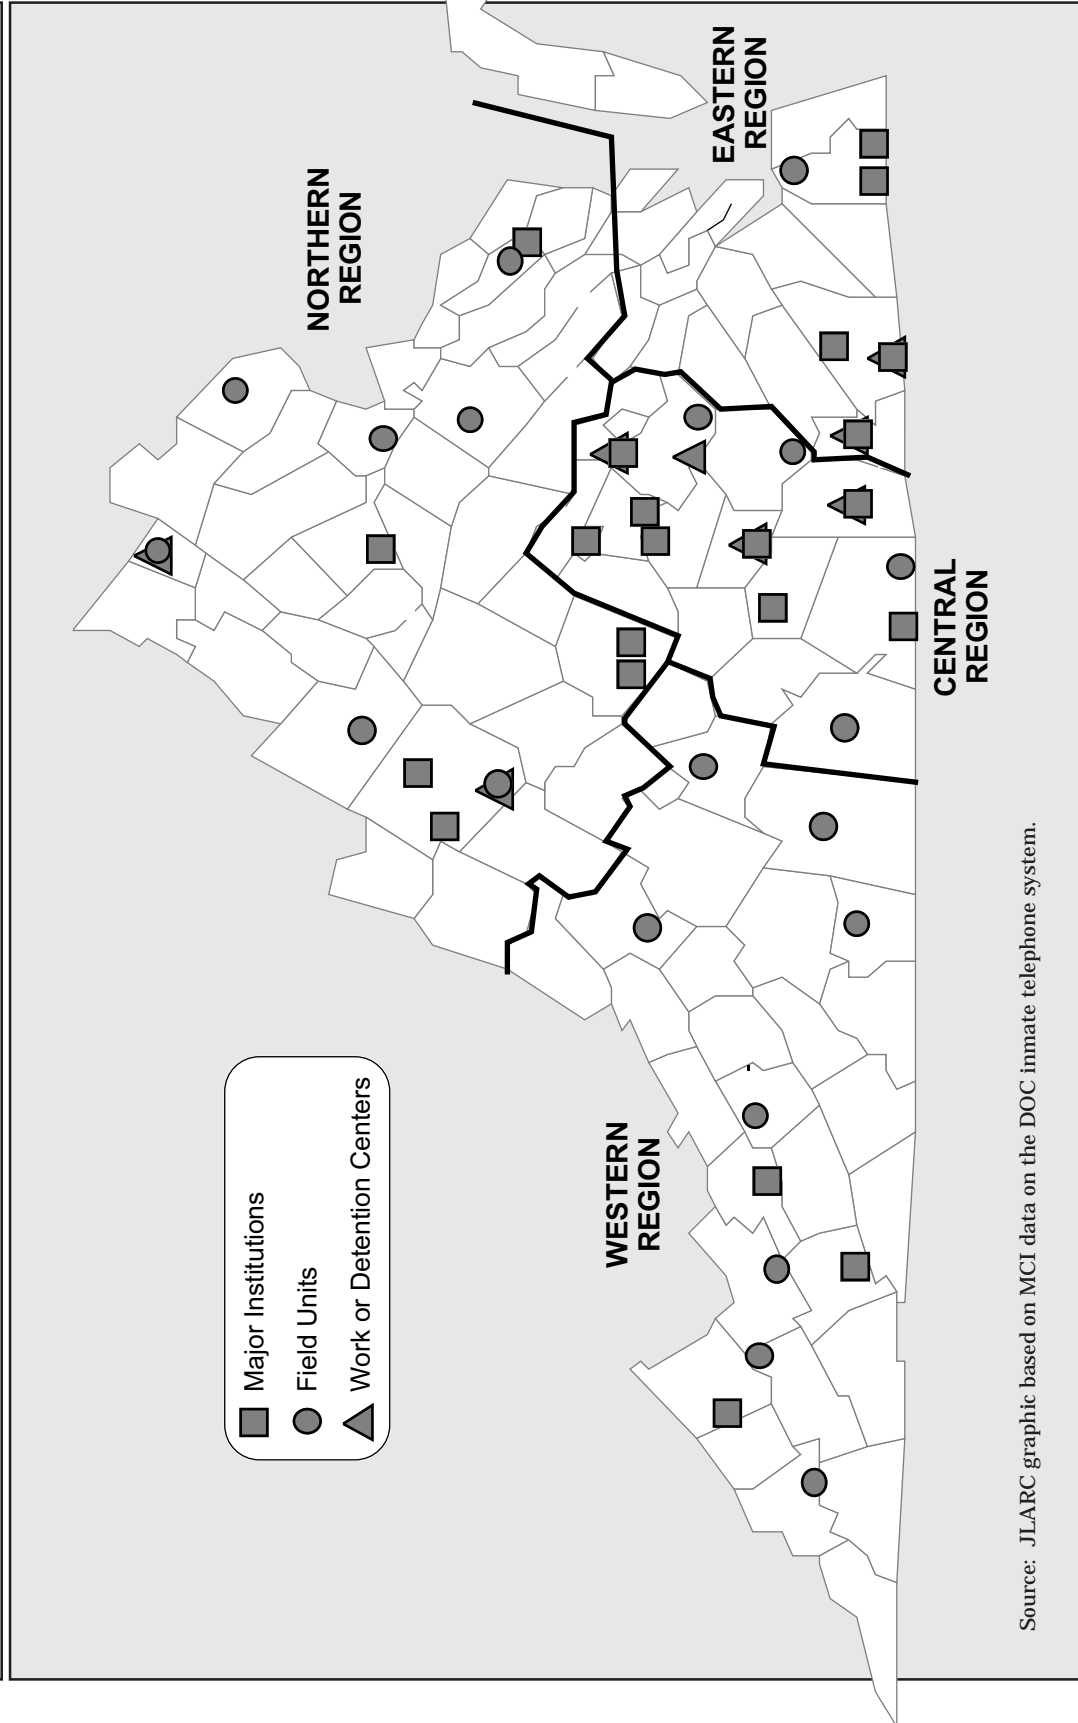 NORTHERN
REGION
EASTERN
REGION
CENTRAL
REGION
WESTERN
REGION
Major Institutions
Field Units
Work or Detention Centers
Source: JLARC graphic based on MCI data on the DOC inmate telephone system.